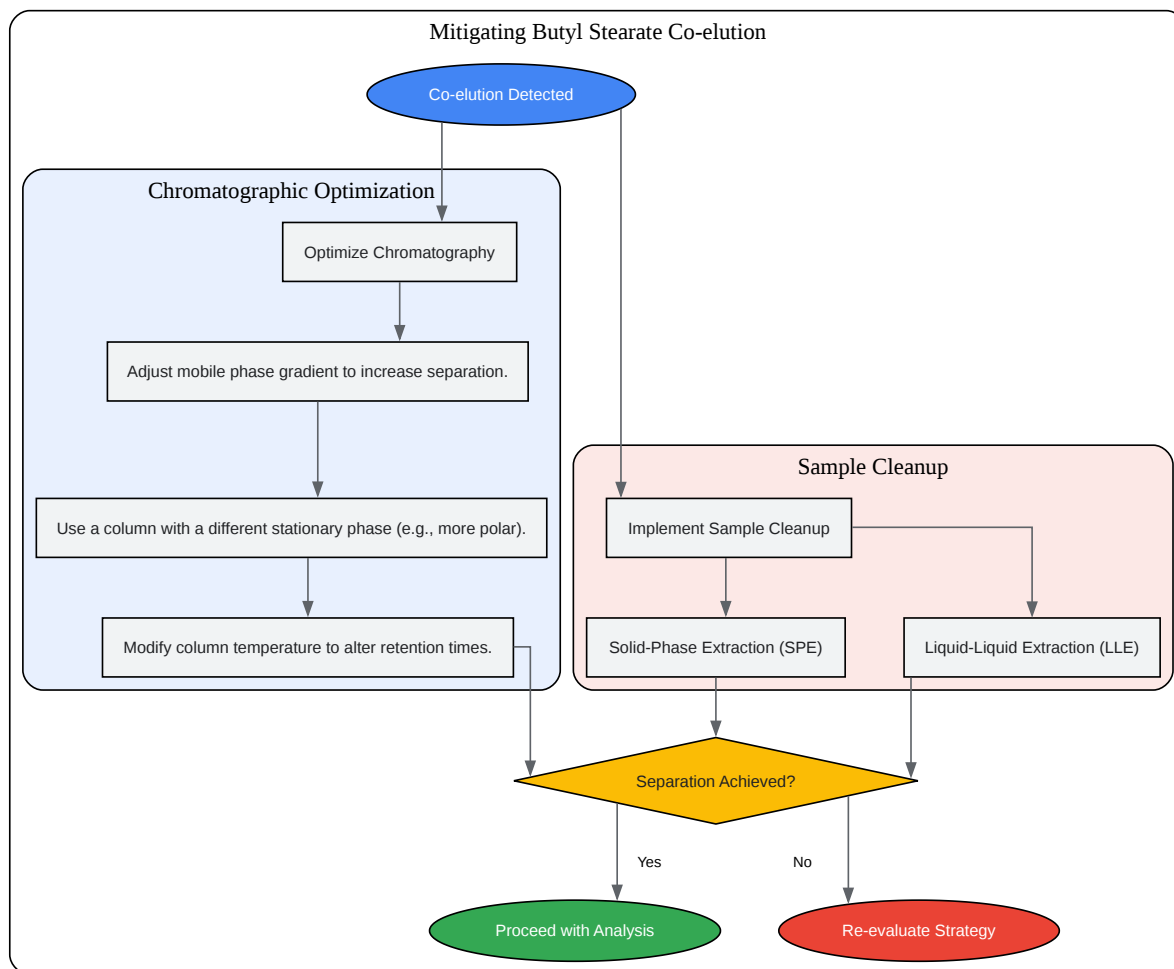 Mitigating Butyl Stearate Co-elution
Co-elution Detected
Chromatographic Optimization
Optimize Chromatography
Adjust mobile phase gradient to increase separation.
Use a column with a different stationary phase (e.g., more polar).
Modify column temperature to alter retention times.
Sample Cleanup
Implement Sample Cleanup
Solid-Phase Extraction (SPE)
Liquid-Liquid Extraction (LLE)
Separation Achieved?
Yes
No
Proceed with Analysis
Re-evaluate Strategy